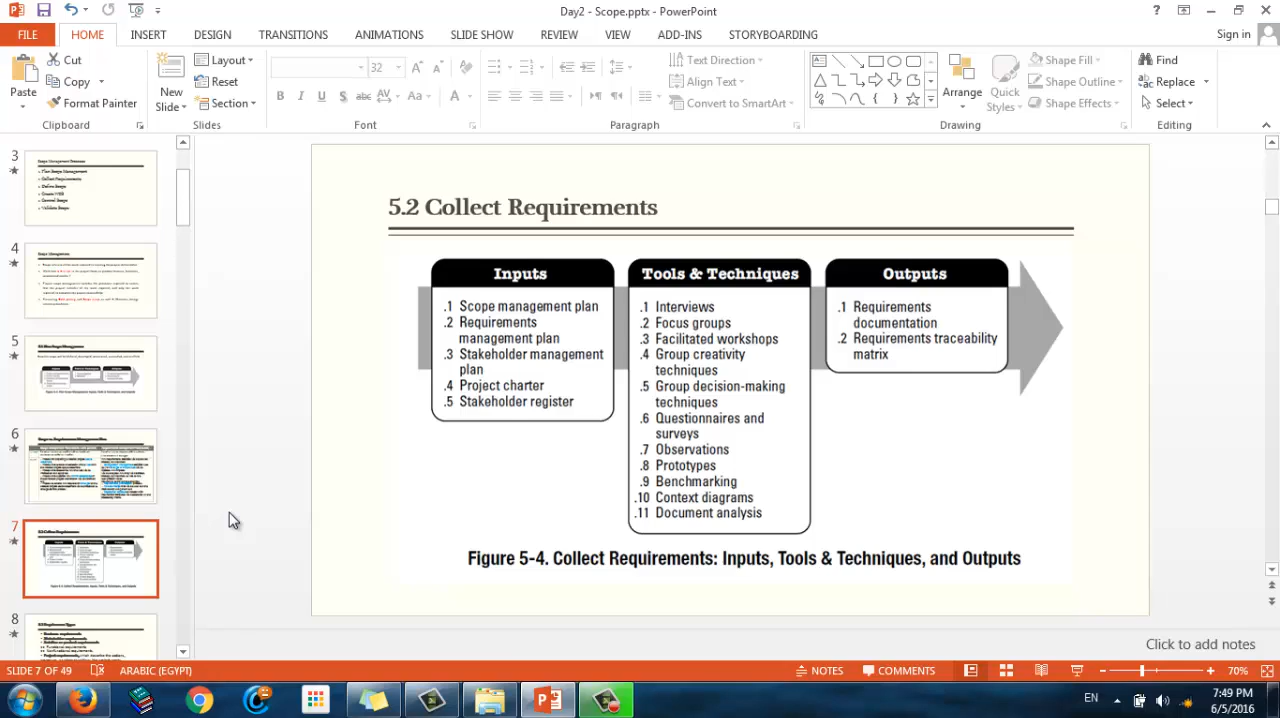 Day2 - Scope.pptx - PowerPoint
Sign in
FILE HOME INSERT DESIGN TRANSITIONS ANIMATIONS SLIDE SHOW REVIEW VIEW ADD-INS STORYBOARDING
Paste
Cut
Copy
Format Painter
Clipboard
New
Slide
Layout
Reset
Section
Slides
32
B I U S abc AV Aa A
Font
Text Direction
Align Text
Convert to SmartArt
Paragraph
Arrange
Quick
Styles
Shape Fill
Shape Outline
Shape Effects
Drawing
Find
Replace
Select
Editing
3
4
5
6
7
8
5.2 Collect Requirements
Inputs
.1 Scope management plan
.2 Requirements
management plan
.3 Stakeholder management
plan
.4 Project charter
.5 Stakeholder register
Tools & Techniques
.1 Interviews
.2 Focus groups
.3 Facilitated workshops
.4 Group creativity
techniques
.5 Group decision-making
techniques
.6 Questionnaires and
surveys
.7 Observations
.8 Prototypes
.9 Benchmarking
.10 Context diagrams
.11 Document analysis
Outputs
.1 Requirements
documentation
.2 Requirements traceability
matrix
Figure 5-4. Collect Requirements: Inputs, Tools & Techniques, and Outputs
Click to add notes
SLIDE 7 OF 49 ARABIC (EGYPT) NOTES COMMENTS 70%
EN
7:49 PM
6/5/2016